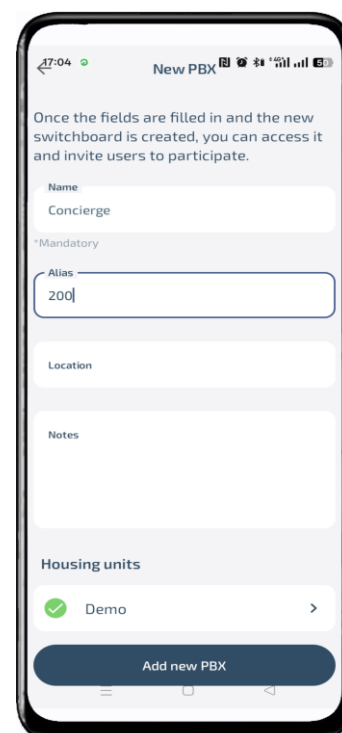 17:04
New PBX
Once the fields are filled in and the new
switchboard is created, you can access it
and invite users to participate.
Name
Concierge
*Mandatory
Alias
200
Location
Notes
Housing units
Demo
Add new PBX